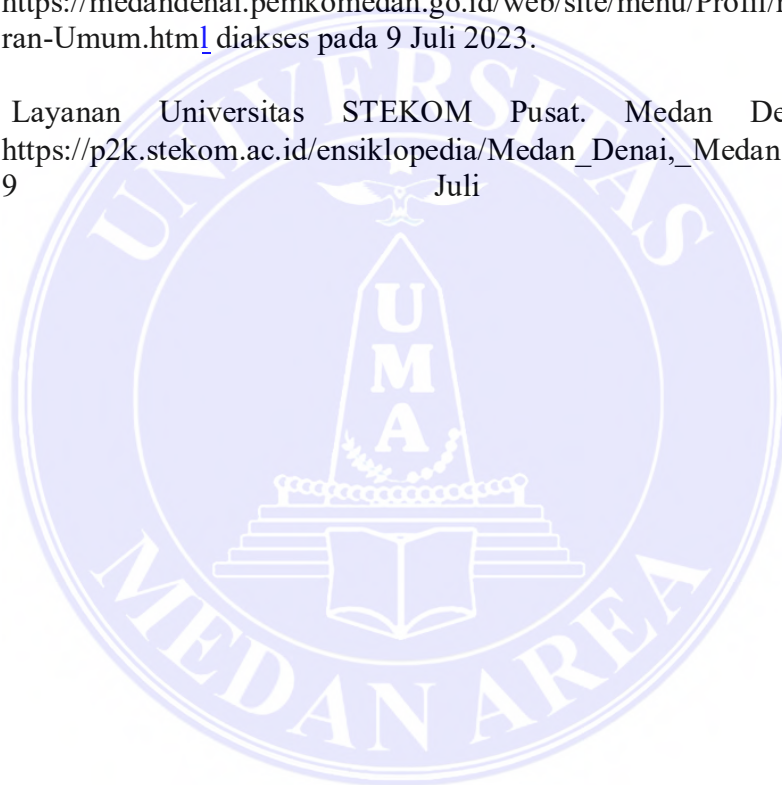 https://medandenai.pemkomedan.go.id/web/site/menu/Profil/
ran-Umum.html diakses pada 9 Juli 2023.
Layanan Universitas STEKOM Pusat. Medan De
https://p2k.stekom.ac.id/ensiklopedia/Medan_Denai,_Medan
9 Juli
UNIVERSITAS
UMA
MEDAN AREA